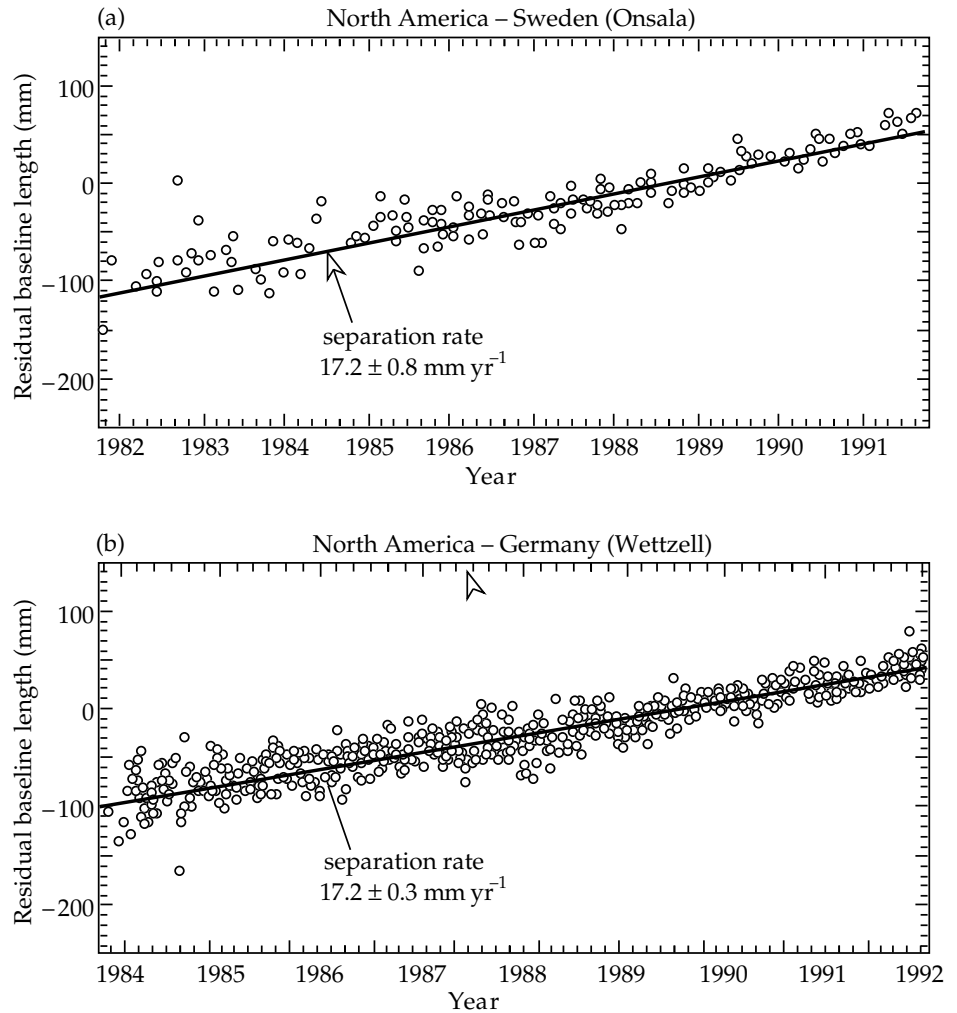 (a)
North America – Sweden (Onsala)
Residual baseline length (mm)
100
0
−100
−200
separation rate
17.2 ± 0.8 mm yr⁻¹
1982 1983 1984 1985 1986 1987 1988 1989 1990 1991
Year
(b)
North America – Germany (Wettzell)
Residual baseline length (mm)
100
0
−100
−200
separation rate
17.2 ± 0.3 mm yr⁻¹
1984 1985 1986 1987 1988 1989 1990 1991 1992
Year